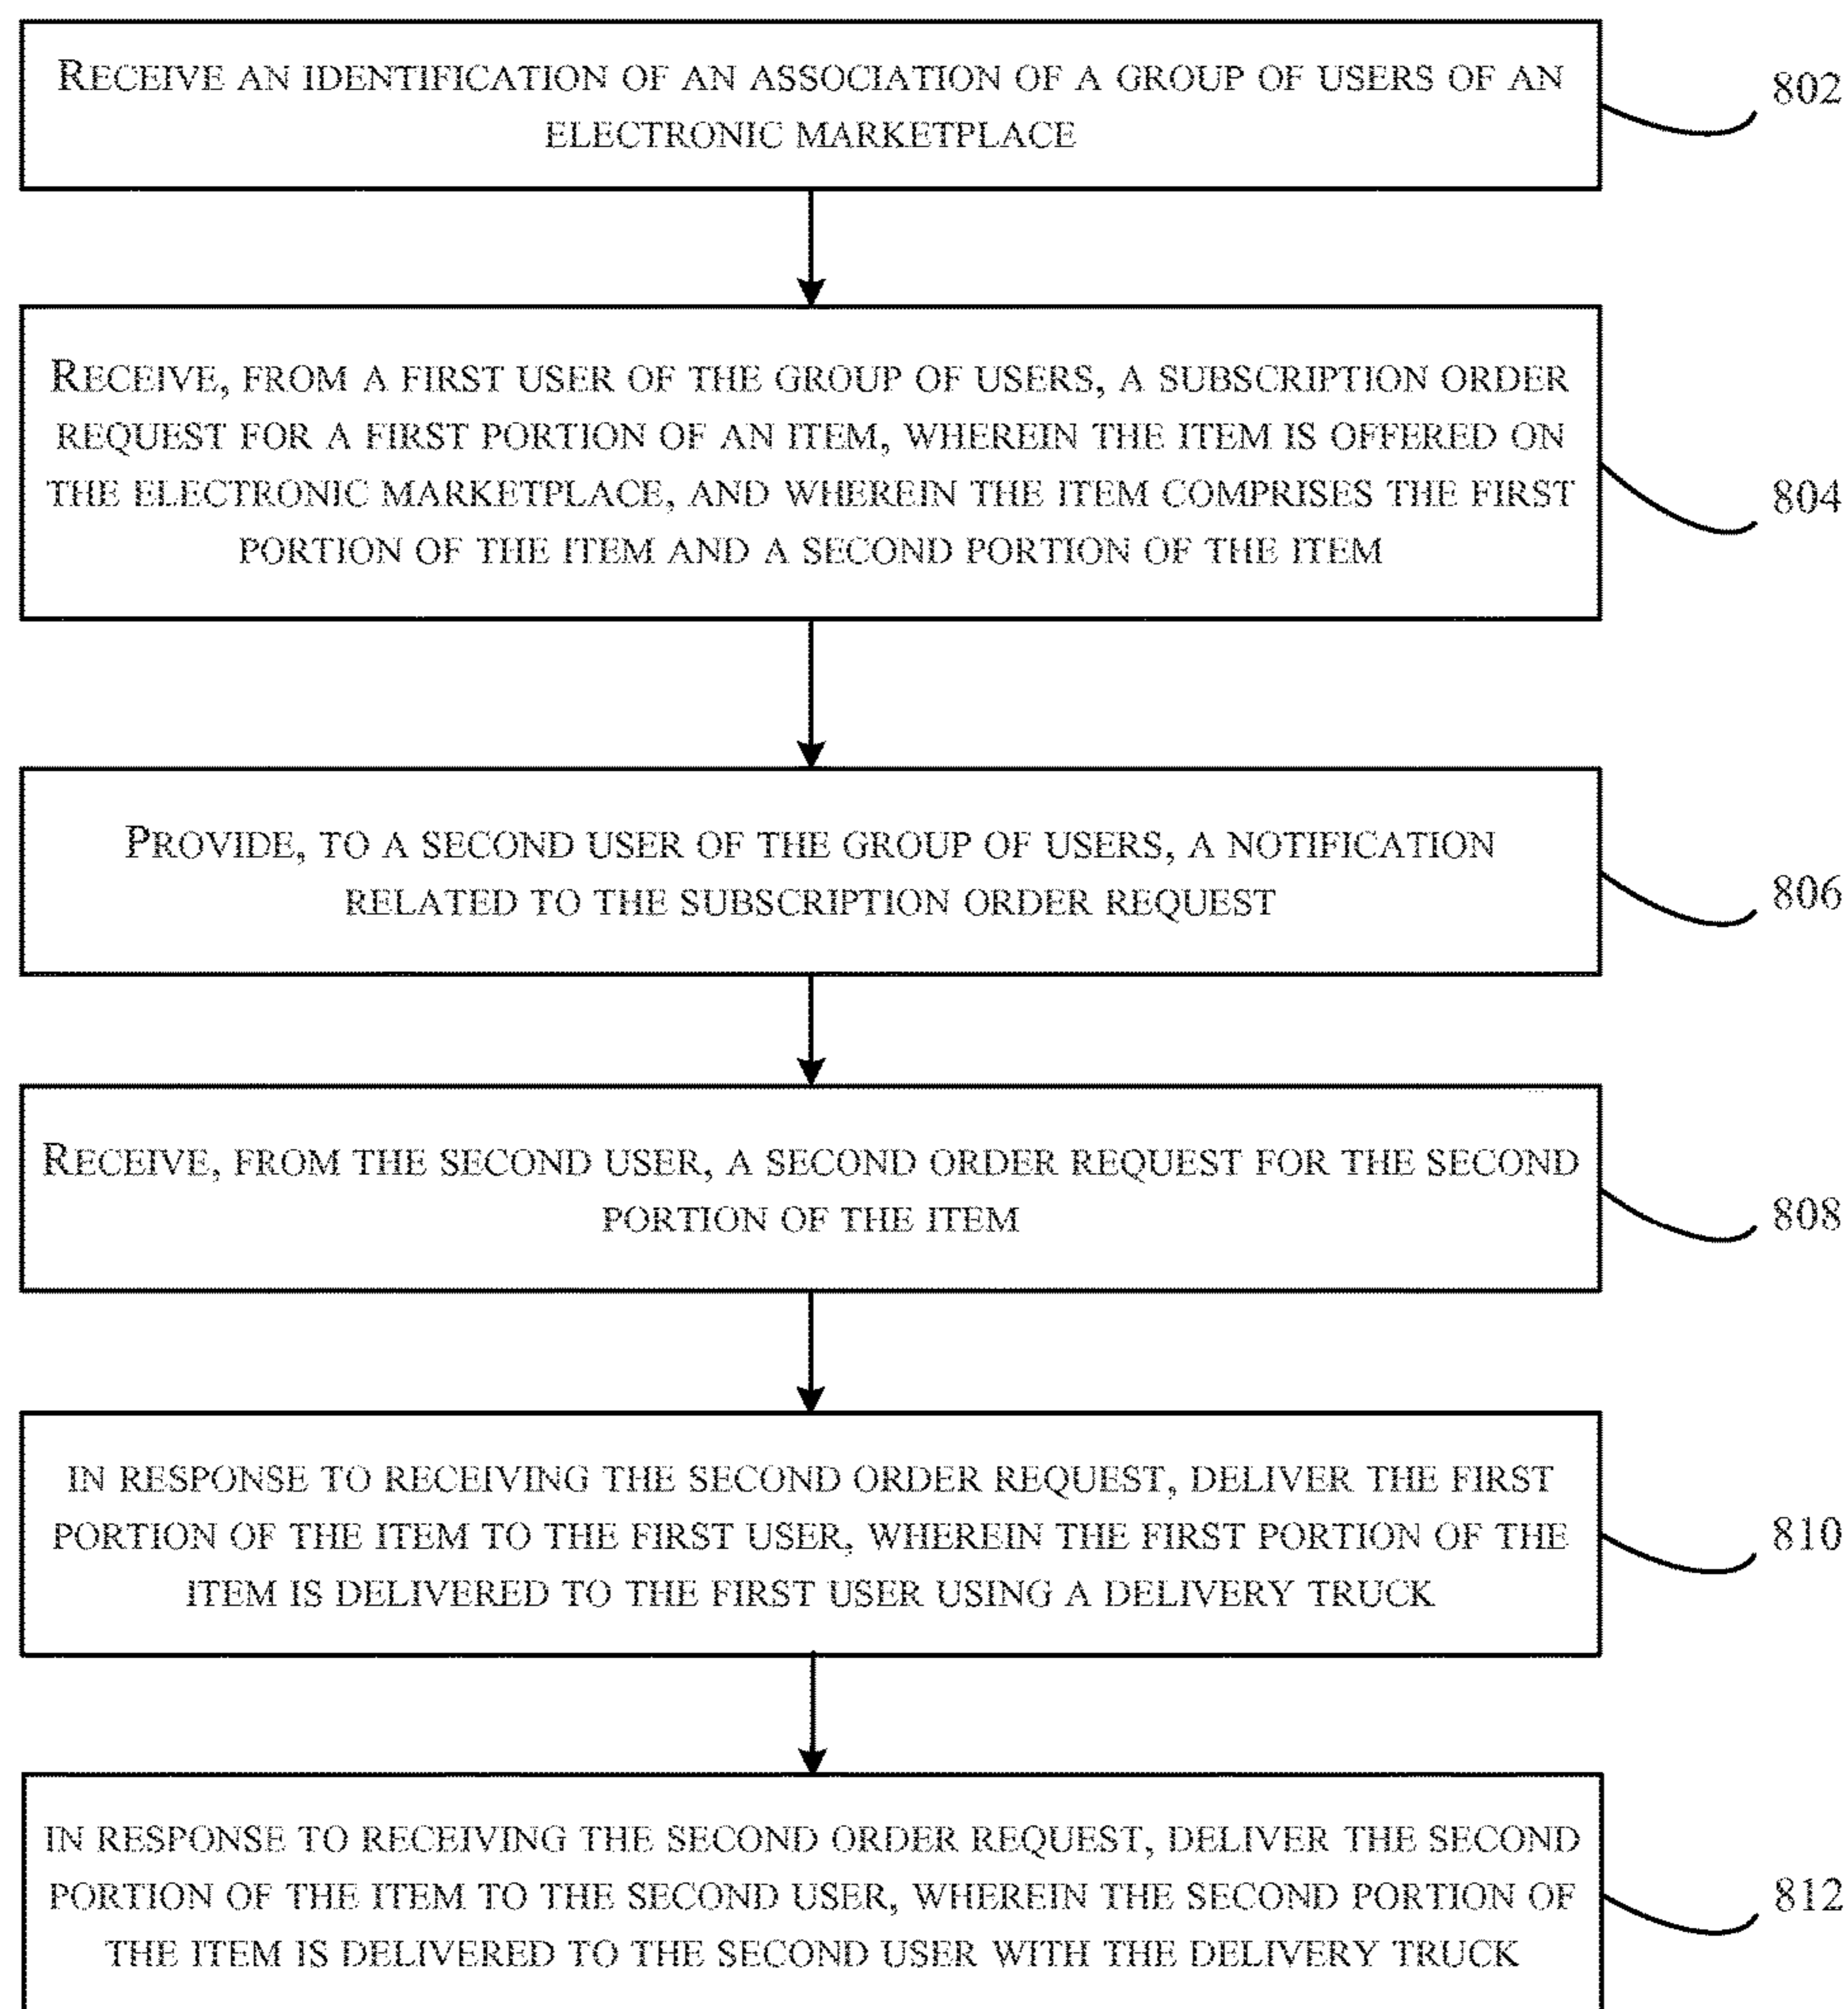 RECEIVE AN IDENTIFICATION OF AN ASSOCIATION OF A GROUP OF USERS OF AN
ELECTRONIC MARKETPLACE
802
RECEIVE, FROM A FIRST USER OF THE GROUP OF USERS, A SUBSCRIPTION ORDER
REQUEST FOR A FIRST PORTION OF AN ITEM, WHEREIN THE ITEM IS OFFERED ON
THE ELECTRONIC MARKETPLACE, AND WHEREIN THE ITEM COMPRISES THE FIRST
PORTION OF THE ITEM AND A SECOND PORTION OF THE ITEM
804
PROVIDE, TO A SECOND USER OF THE GROUP OF USERS, A NOTIFICATION
RELATED TO THE SUBSCRIPTION ORDER REQUEST
806
RECEIVE, FROM THE SECOND USER, A SECOND ORDER REQUEST FOR THE SECOND
PORTION OF THE ITEM
808
IN RESPONSE TO RECEIVING THE SECOND ORDER REQUEST, DELIVER THE FIRST
PORTION OF THE ITEM TO THE FIRST USER, WHEREIN THE FIRST PORTION OF THE
ITEM IS DELIVERED TO THE FIRST USER USING A DELIVERY TRUCK
810
IN RESPONSE TO RECEIVING THE SECOND ORDER REQUEST, DELIVER THE SECOND
PORTION OF THE ITEM TO THE SECOND USER, WHEREIN THE SECOND PORTION OF
THE ITEM IS DELIVERED TO THE SECOND USER WITH THE DELIVERY TRUCK
812